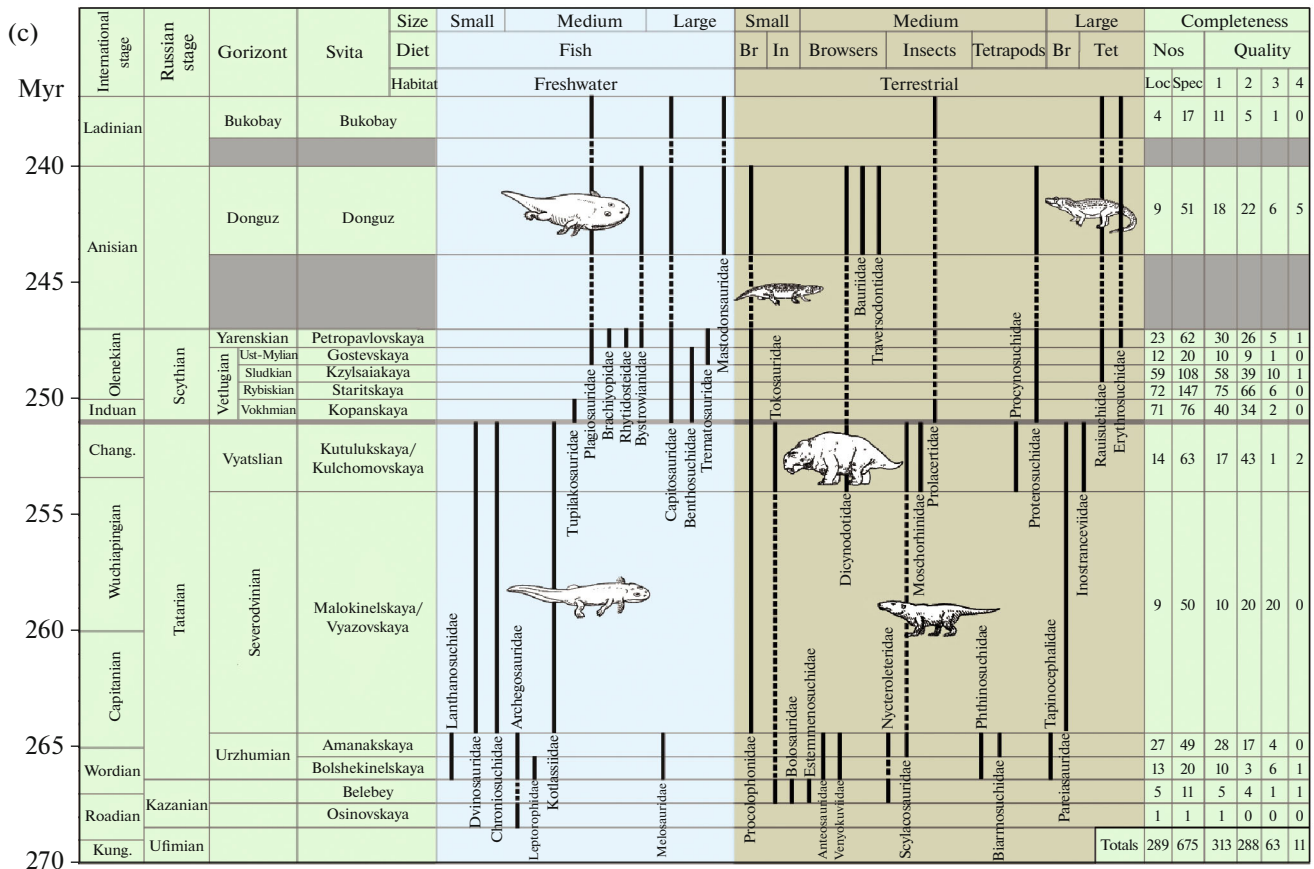 (c)
International stage
Russian stage
Gorizont
Svita
Size
Small
Medium
Large
Small
Medium
Large
Completeness
Diet
Fish
Br
In
Browsers
Insects
Tetrapods
Br
Tet
Nos
Quality
Habitat
Freshwater
Terrestrial
Loc
Spec
1
2
3
4
Myr
240
245
250
255
260
265
270
Ladinian
Bukobay
Bukobay
4 17 11 5 1 0
Anisian
Donguz
Donguz
9 51 18 22 6 5
Olenekian
Scythian
Yarenskian
Petropavlovskaya
23 62 30 26 5 1
Vetlugian
Ust-Mylian
Gostevskaya
12 20 10 9 1 0
Sludkian
Kzylsaiakaya
59 108 58 39 10 1
Rybiskian
Staritskaya
72 147 75 66 6 0
Induan
Vokhmian
Kopanskaya
71 76 40 34 2 0
Chang.
Tatarian
Vyatslian
Kutulukskaya/
Kulchomovskaya
14 63 17 43 1 2
Wuchiapingian
Severodvinian
Malokinelskaya/
Vyazovskaya
9 50 10 20 20 0
Capitanian
Urzhumian
Amanakskaya
27 49 28 17 4 0
Wordian
Bolshekinelskaya
13 20 10 3 6 1
Kazanian
Belebey
5 11 5 4 1 1
Roadian
Osinovskaya
1 1 1 0 0 0
Kung.
Ufimian
Totals
289 675 313 288 63 11
Lanthanosuchidae
Dvinosauridae
Chroniosuchidae
Archegosauridae
Leptorophidae
Kotlassiidae
Tupilakosauridae
Plagiosauridae
Brachyiopidae
Rhytidosteidae
Bystrowianidae
Melosauridae
Capitosauridae
Benthosuchidae
Trematosauridae
Mastodonsauridae
Procolophonidae
Tokosauridae
Bolosauridae
Estemmenosuchidae
Anteosauridae
Venyokuviidae
Dicynodotidae
Bauriidae
Traversodontidae
Nycteroleteridae
Scylacosauridae
Moschorhinidae
Prolacertidae
Phthinosuchidae
Biarmosuchidae
Procynosuchidae
Proterosuchidae
Tapinocephalidae
Pareiasauridae
Inostranceviidae
Rauisuchidae
Erythrosuchidae